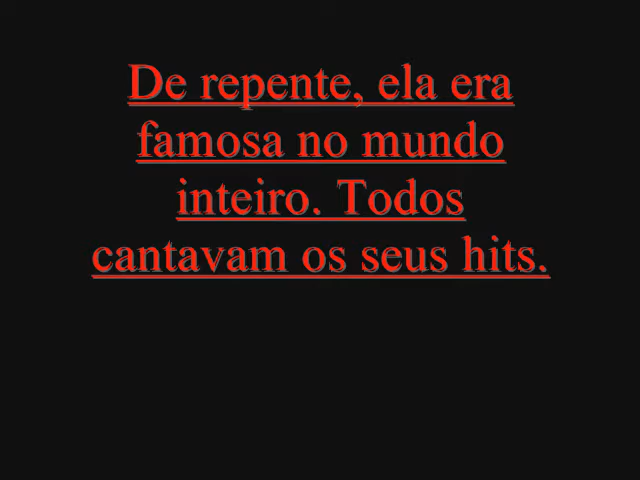 De repente, ela era
famosa no mundo
inteiro. Todos
cantavam os seus hits.